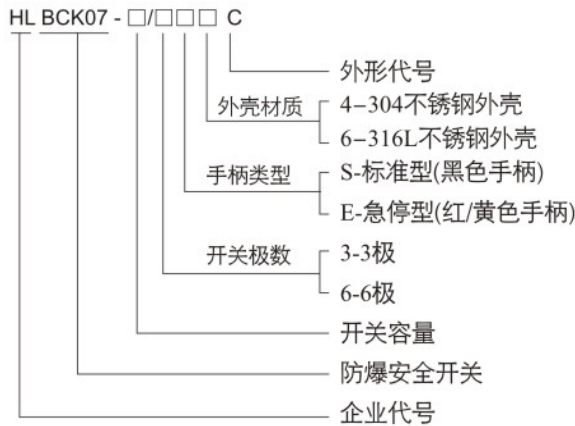 HL BCK07 - □/□□□ C
外形代号
外壳材质
4-304不锈钢外壳
6-316L不锈钢外壳
手柄类型
S-标准型(黑色手柄)
E-急停型(红/黄色手柄)
开关极数
3-3极
6-6极
开关容量
防爆安全开关
企业代号